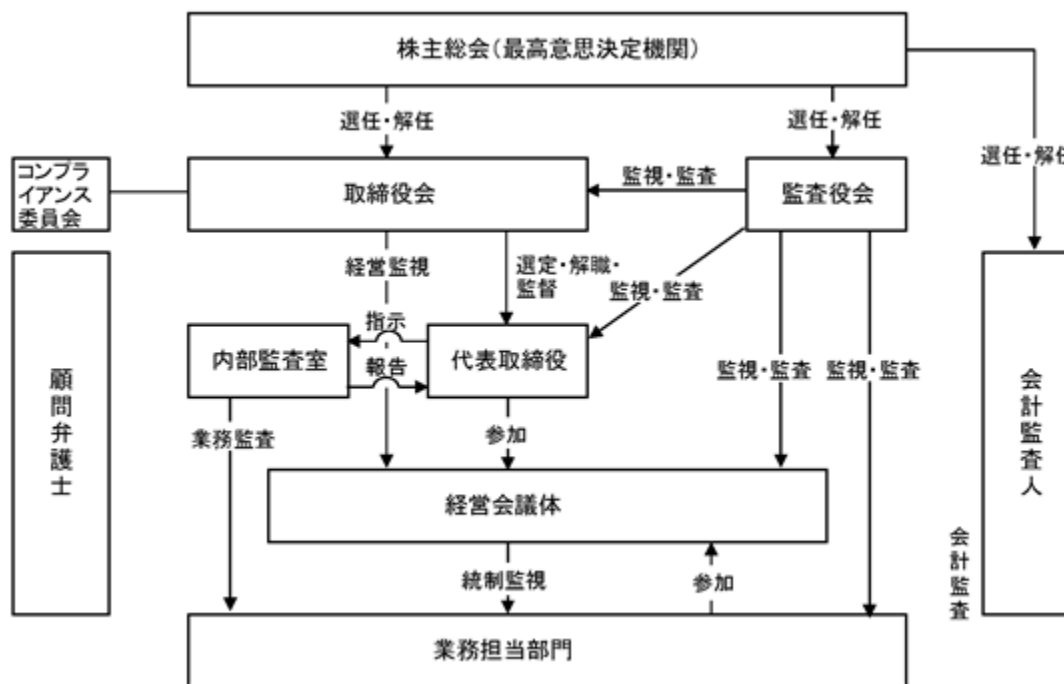 株主総会(最高意思決定機関)
選任・解任
選任・解任
選任・解任
コンプラ
イアンス
委員会
取締役会
監視・監査
監査役会
経営監視
選定・解職・
監督
監視・監査
指示
内部監査室
代表取締役
報告
監視・監査
監視・監査
顧問弁護士
会計監査人
業務監査
参加
経営会議体
会計監査
統制監視
参加
業務担当部門